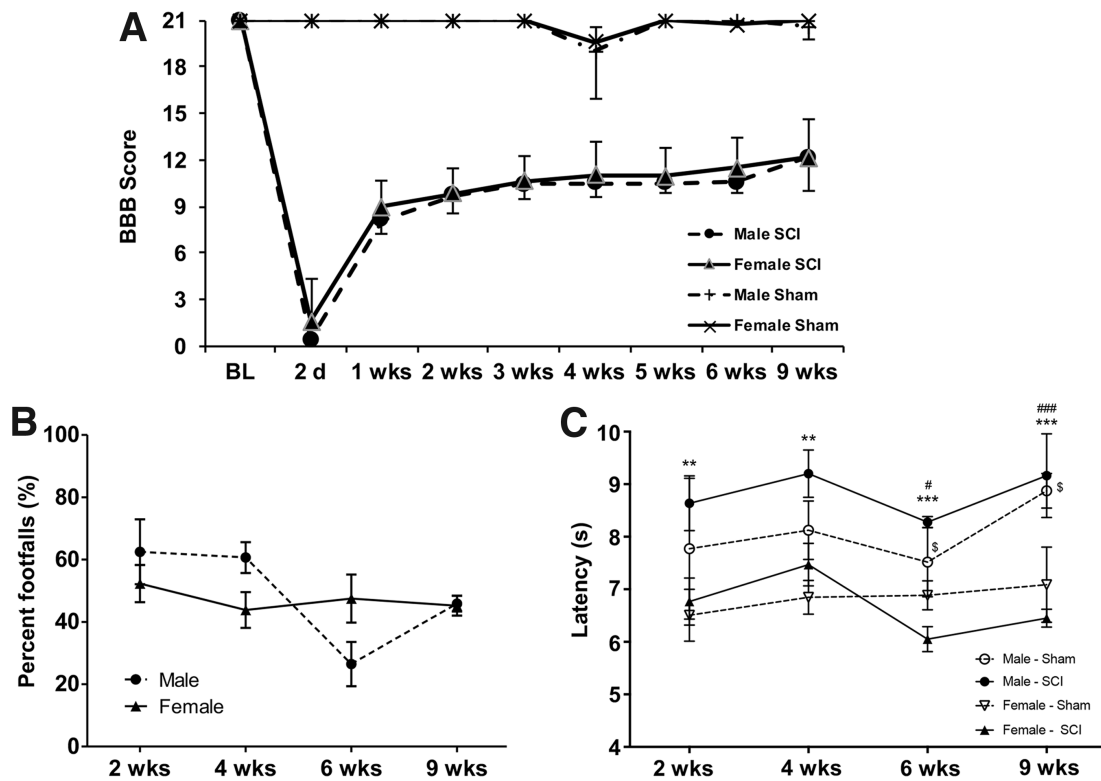 A
BBB Score
21
18
15
12
9
6
3
0
BL 2 d 1 wks 2 wks 3 wks 4 wks 5 wks 6 wks 9 wks
Male SCI
Female SCI
Male Sham
Female Sham
B
Percent footfalls (%)
100
80
60
40
20
0
2 wks 4 wks 6 wks 9 wks
Male
Female
C
Latency (s)
10
9
8
7
6
5
4
2 wks 4 wks 6 wks 9 wks
**
**
#
***
$
###
***
$
Male - Sham
Male - SCI
Female - Sham
Female - SCI